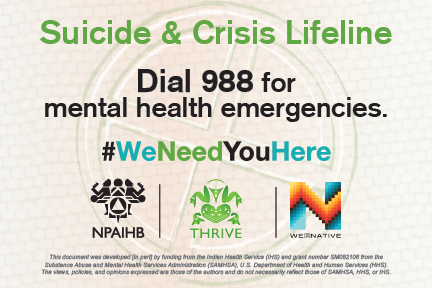 Suicide & Crisis Lifeline
Dial 988 for
mental health emergencies.
#WeNeedYouHere
NPAIHB
THRIVE
WE R NATIVE
This document was developed [in part] by funding from the Indian Health Service (IHS) and grant number SM082106 from the
Substance Abuse and Mental Health Services Administration (SAMHSA), U.S. Department of Health and Human Services (HHS).
The views, policies, and opinions expressed are those of the authors and do not necessarily reflect those of SAMHSA, HHS, or IHS.